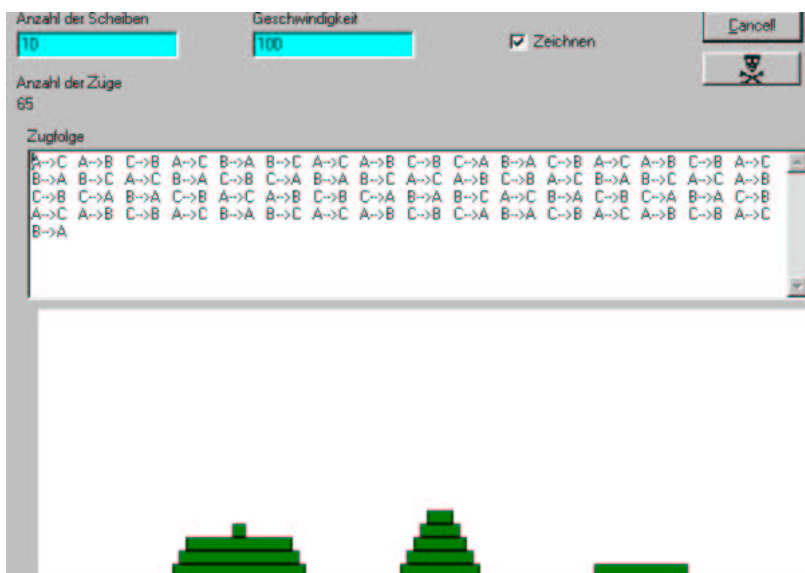 Anzahl der Scheiben Geschwindigkeit
10 100 Zeichnen Cancel!
Anzahl der Züge
65
Zugfolge
A-->C A-->B C-->B A-->C B-->A B-->C A-->C A-->B C-->B C-->A B-->A C-->B A-->C A-->B C-->B A-->C
B-->A B-->C A-->C B-->A C-->B C-->A B-->A B-->C A-->C A-->B C-->B A-->C B-->A B-->C A-->C A-->B
C-->B C-->A B-->A C-->B A-->C A-->B C-->B C-->A B-->A B-->C A-->C B-->A C-->B C-->A B-->A C-->B
A-->C A-->B C-->B A-->C B-->A B-->C A-->C A-->B C-->B C-->A B-->A C-->B A-->C A-->B C-->B A-->C
B-->A